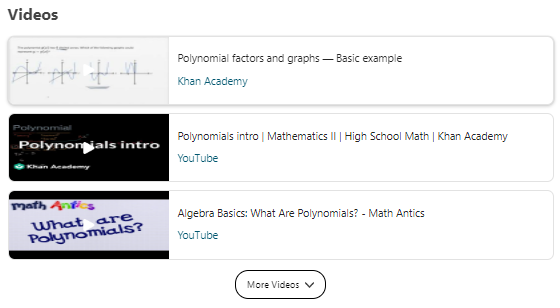 Videos
Polynomial factors and graphs — Basic example
Khan Academy
Polynomial
Polynomials intro
Khan Academy
Polynomials intro | Mathematics II | High School Math | Khan Academy
YouTube
math Antics
What are
Polynomials?
Algebra Basics: What Are Polynomials? - Math Antics
YouTube
More Videos